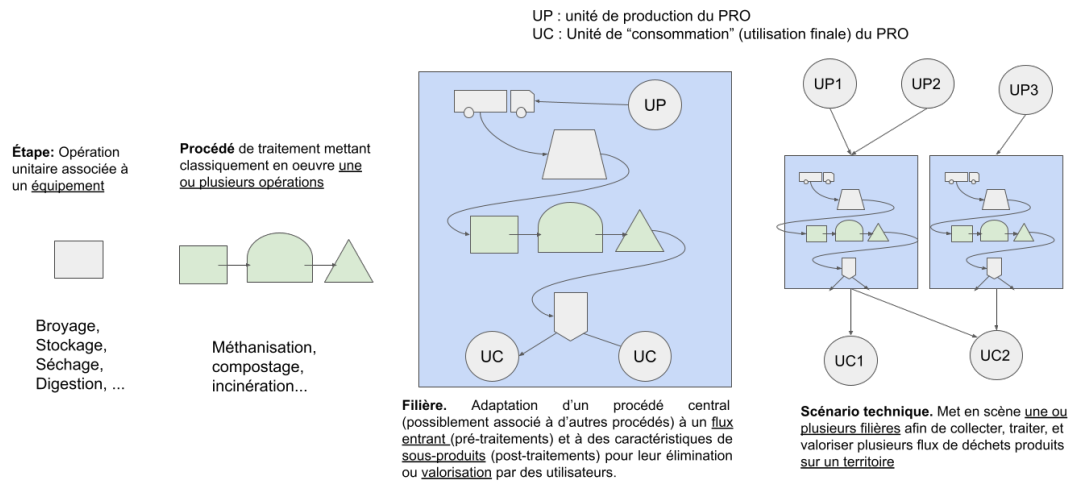 UP : unité de production du PRO
UC : Unité de “consommation” (utilisation finale) du PRO
Étape: Opération
unitaire associée à
un équipement
Broyage,
Stockage,
Séchage,
Digestion, ...
Procédé de traitement mettant
classiquement en oeuvre une
ou plusieurs opérations
Méthanisation,
compostage,
incinération...
UP
UC
UC
Filière. Adaptation d’un procédé central
(possiblement associé à d’autres procédés) à un flux
entrant (pré-traitements) et à des caractéristiques de
sous-produits (post-traitements) pour leur élimination
ou valorisation par des utilisateurs.
UP1
UP2
UP3
UC1
UC2
Scénario technique. Met en scène une ou
plusieurs filières afin de collecter, traiter, et
valoriser plusieurs flux de déchets produits
sur un territoire